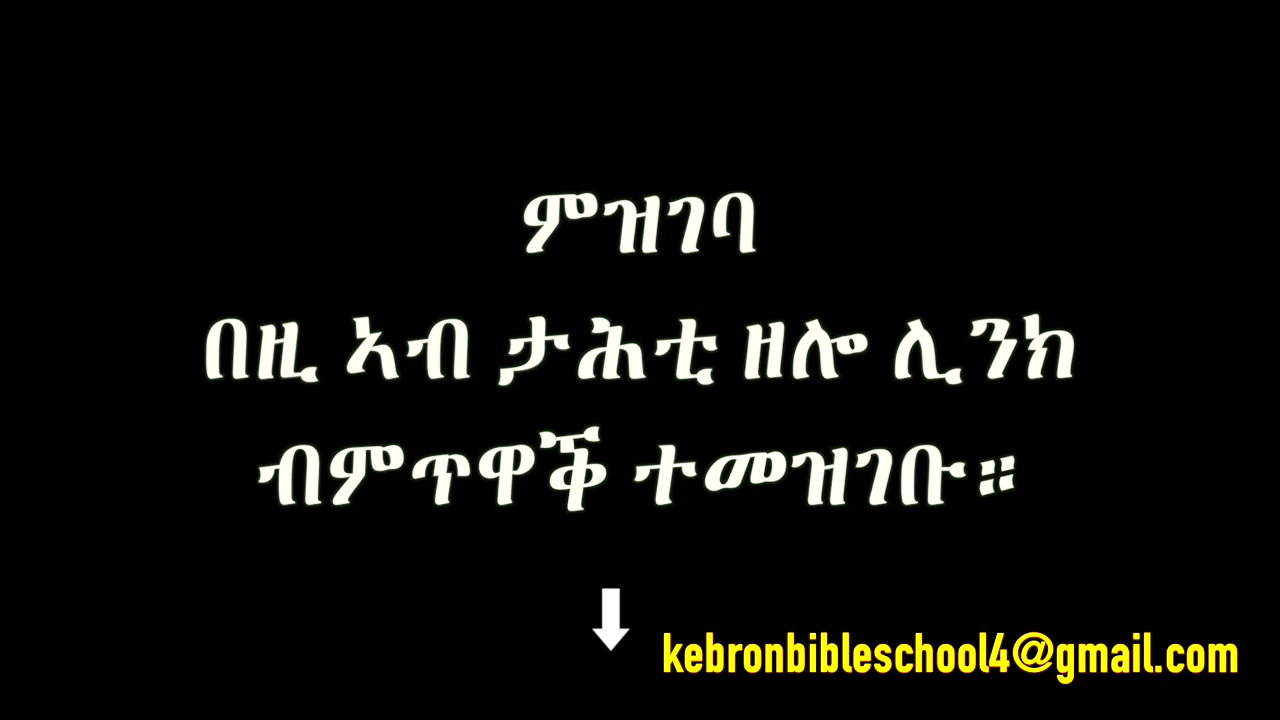 ምዝገባ
በዚ ኣብ ታሕቲ ዘሎ ሊንክ
ብምጥዋቕ ተመዝገቡ።
kebronbibleschool4@gmail.com